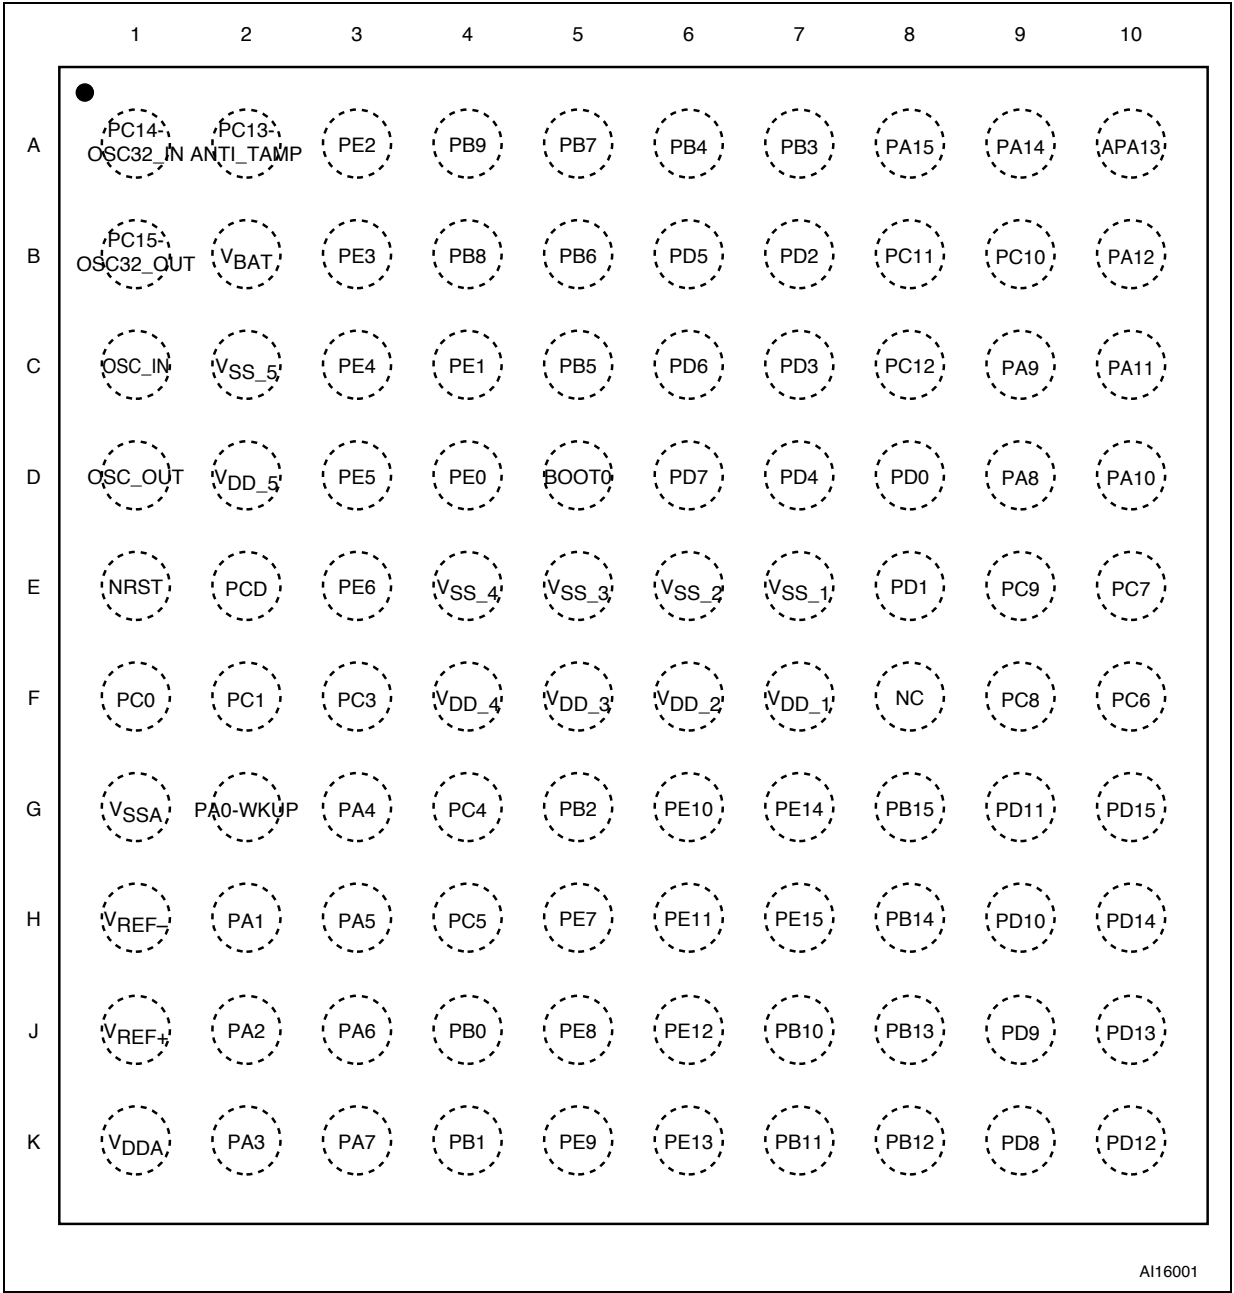 1 2 3 4 5 6 7 8 9 10
A PC14-OSC32_IN PC13-ANTI_TAMP PE2 PB9 PB7 PB4 PB3 PA15 PA14 APA13
B PC15-OSC32_OUT VBAT PE3 PB8 PB6 PD5 PD2 PC11 PC10 PA12
C OSC_IN VSS_5 PE4 PE1 PB5 PD6 PD3 PC12 PA9 PA11
D OSC_OUT VDD_5 PE5 PE0 BOOT0 PD7 PD4 PD0 PA8 PA10
E NRST PCD PE6 VSS_4 VSS_3 VSS_2 VSS_1 PD1 PC9 PC7
F PC0 PC1 PC3 VDD_4 VDD_3 VDD_2 VDD_1 NC PC8 PC6
G VSSA PA0-WKUP PA4 PC4 PB2 PE10 PE14 PB15 PD11 PD15
H VREF– PA1 PA5 PC5 PE7 PE11 PE15 PB14 PD10 PD14
J VREF+ PA2 PA6 PB0 PE8 PE12 PB10 PB13 PD9 PD13
K VDDA PA3 PA7 PB1 PE9 PE13 PB11 PB12 PD8 PD12
AI16001